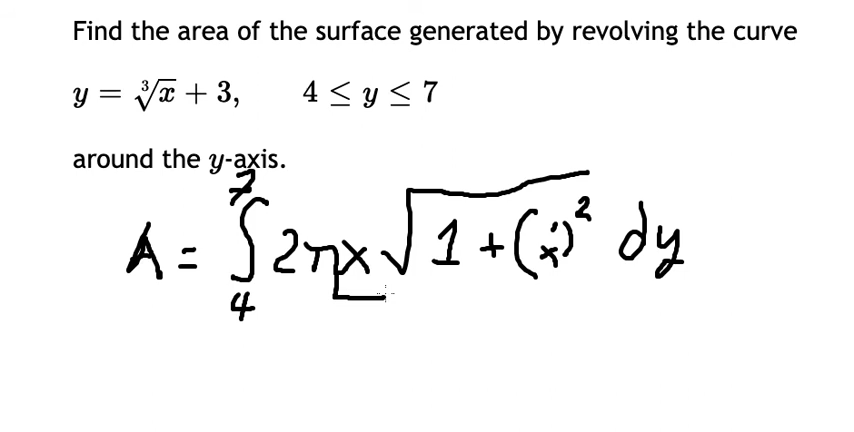 Find the area of the surface generated by revolving the curve
y = ∛x + 3,    4 ≤ y ≤ 7
around the y-axis.
A = ∫₄⁷ 2πx √(1 + (x')²) dy